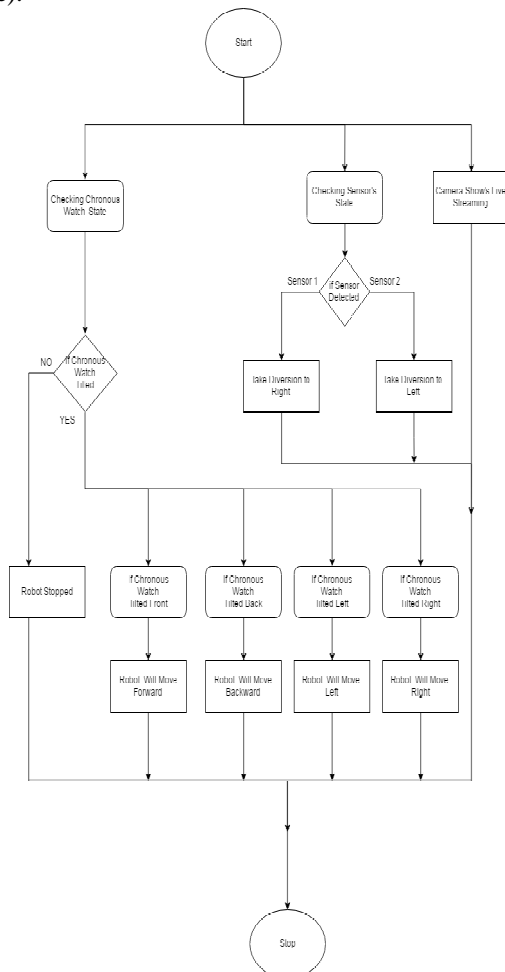 Start
Checking Chronous
Watch State
Checking Sensor's
State
Camera Show's Live
Streaming
If Sensor
Detected
Sensor 1
Sensor 2
Take Diversion to
Right
Take Diversion to
Left
If Chronous
Watch
Tilted
NO
YES
Robot Stopped
If Chronous
Watch
Tilted Front
If Chronous
Watch
Tilted Back
If Chronous
Watch
Tilted Left
If Chronous
Watch
Tilted Right
Robot Will Move
Forward
Robot Will Move
Backward
Robot Will Move
Left
Robot Will Move
Right
Stop